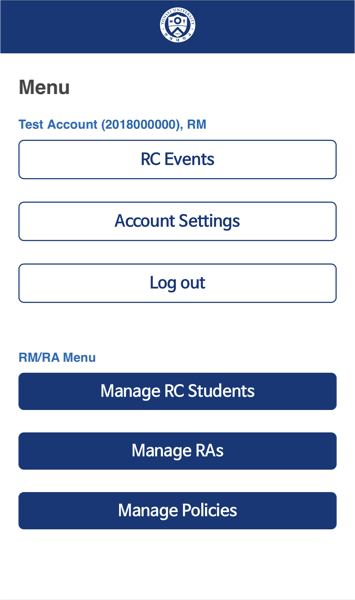 Menu
Test Account (2018000000), RM
RC Events
Account Settings
Log out
RM/RA Menu
Manage RC Students
Manage RAs
Manage Policies